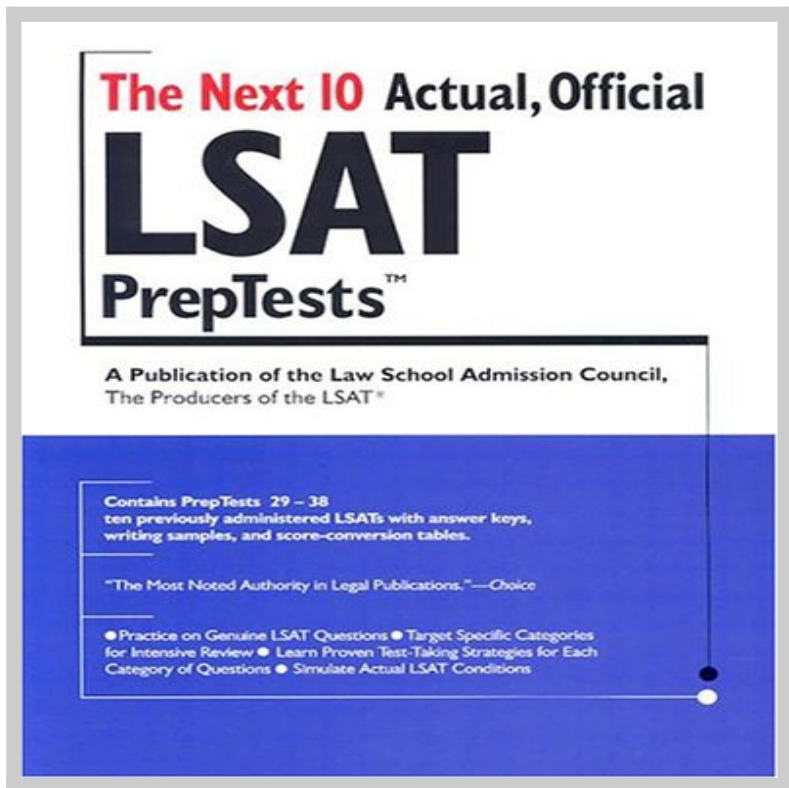 The Next 10 Actual, Official
LSAT
PrepTests™
A Publication of the Law School Admission Council,
The Producers of the LSAT®
Contains PrepTests 29 – 38
ten previously administered LSATs with answer keys,
writing samples, and score-conversion tables.
“The Most Noted Authority in Legal Publications.”—Choice
●Practice on Genuine LSAT Questions ● Target Specific Categories
for Intensive Review ● Learn Proven Test-Taking Strategies for Each
Category of Questions ● Simulate Actual LSAT Conditions